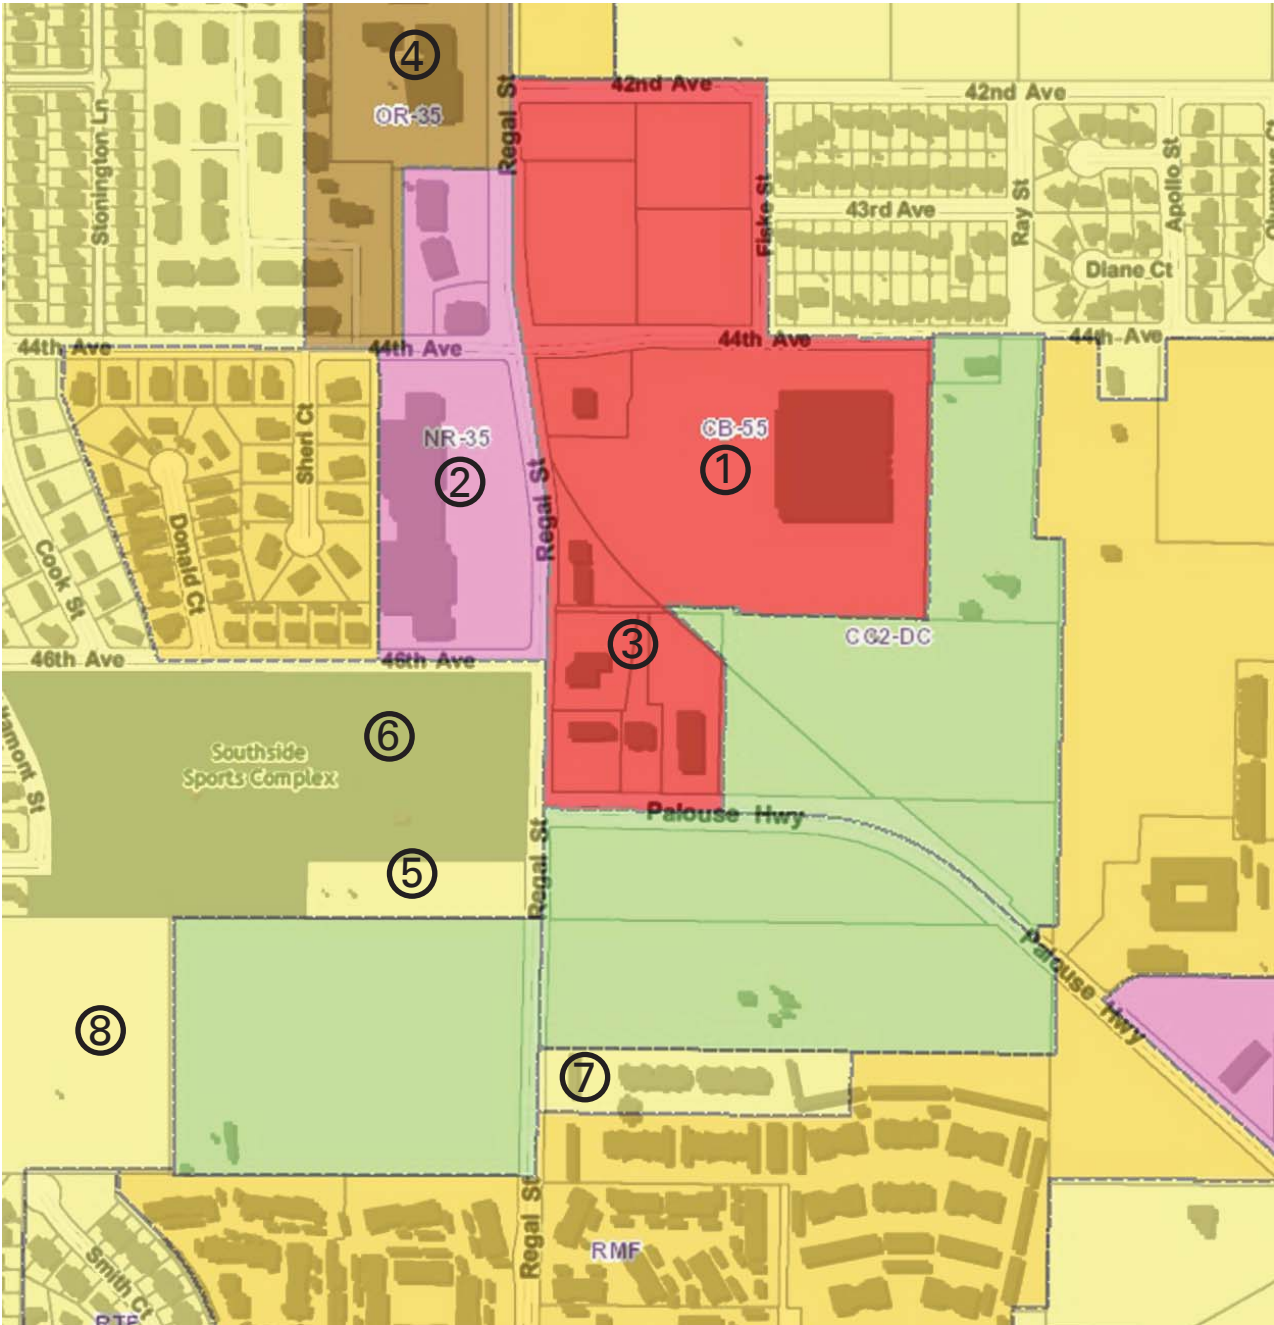 ④
OR-35
Regal St
42nd Ave
42nd Ave
Stonington Ln
Fiske St
43rd Ave
Ray St
Apollo St
Diane Ct
44th Ave
44th Ave
44th Ave
44th Ave
NR-35
②
CB-55
①
Sheri Ct
Donald Ct
Cook St
Regal St
③
CC2-DC
46th Ave
46th Ave
⑥
Southside
Sports Complex
Palouse Hwy
⑤
Regal St
⑧
Palouse Hwy
⑦
Regal St
RMF
Smith Ct